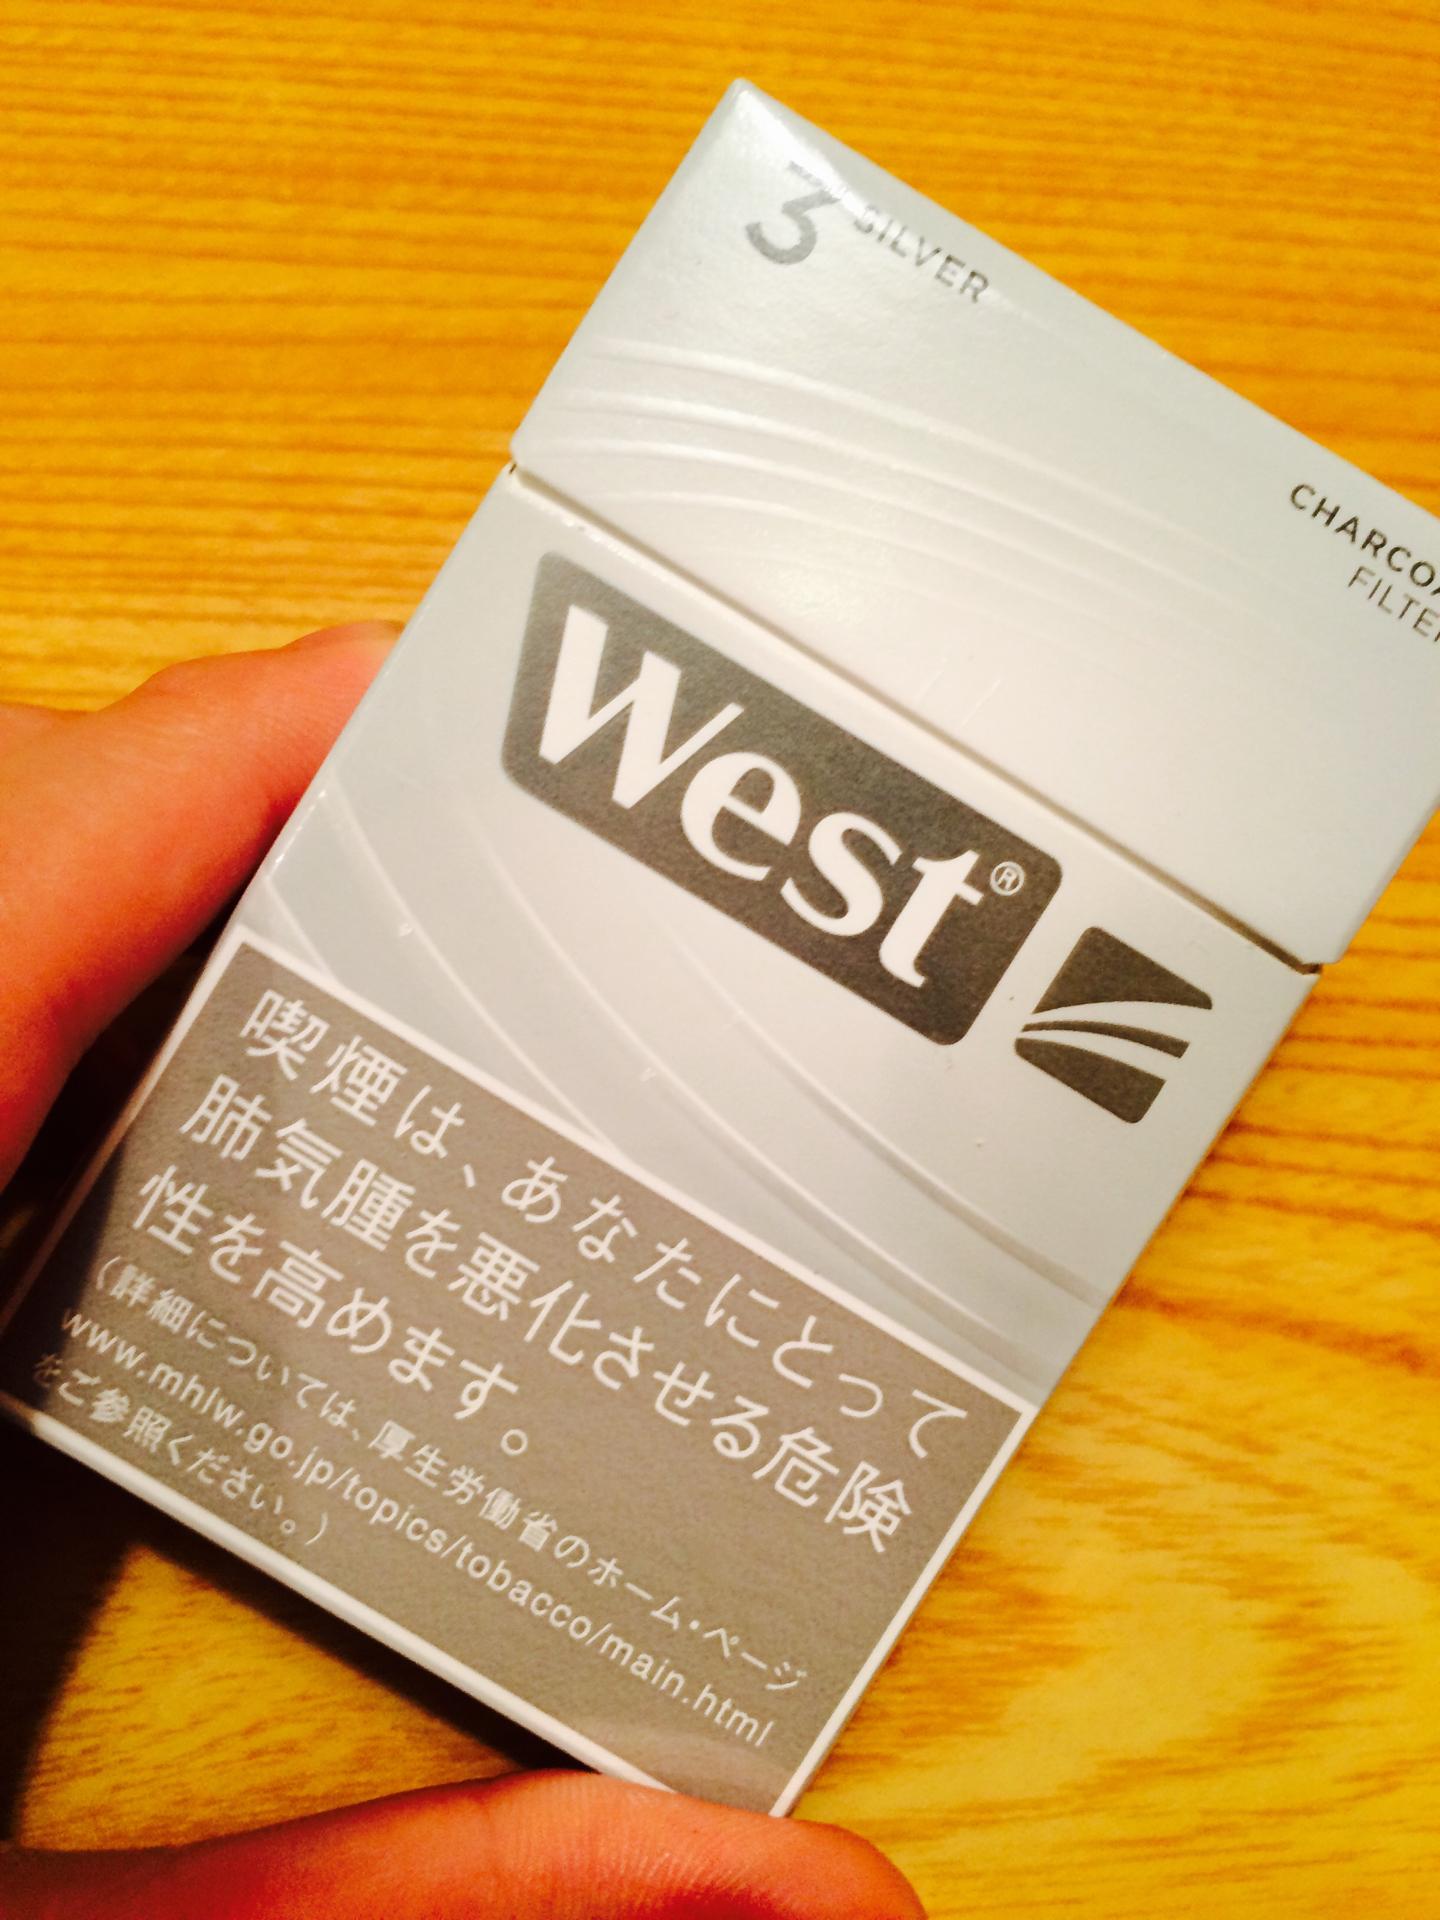 3 SILVER
CHARCOA
FILTER
West®
喫煙は、あなたにとって
肺気腫を悪化させる危険
性を高めます。
（詳細については、厚生労働省のホーム・ページ
www.mhlw.go.jp/topics/tobacco/main.html
をご参照ください。）